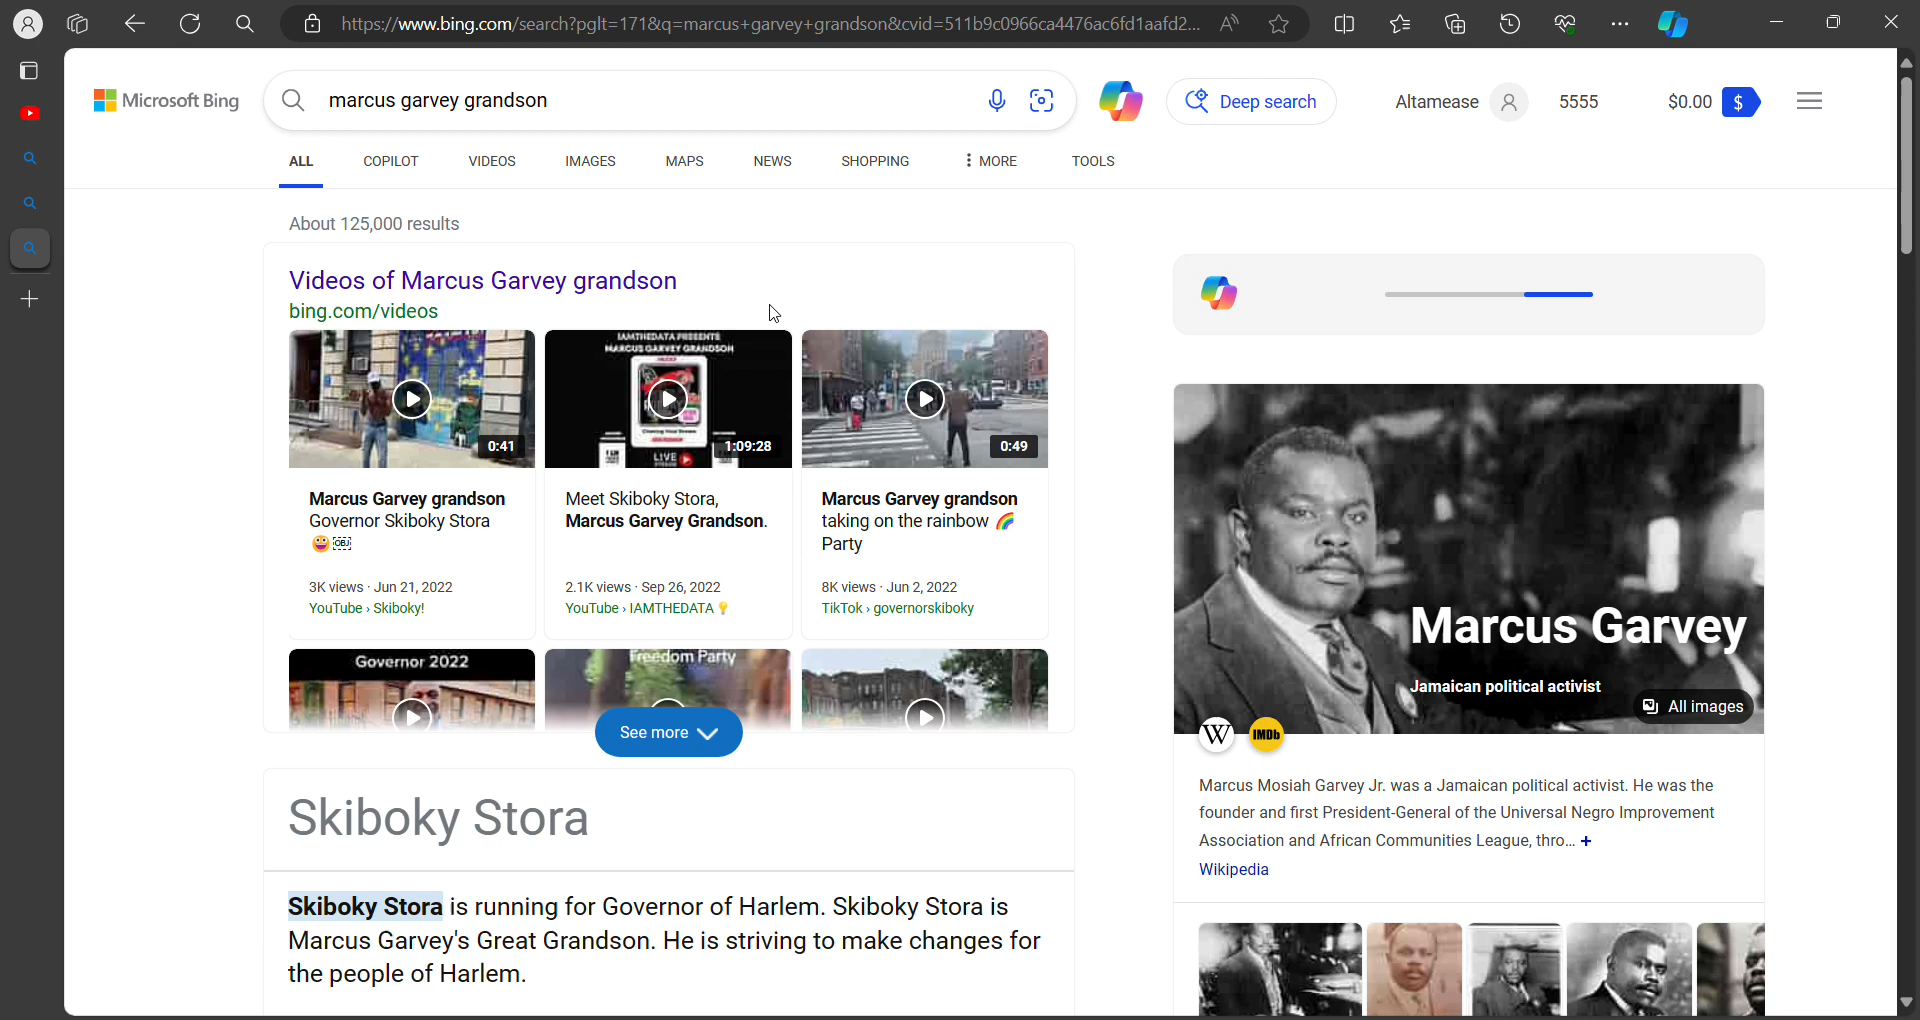 https://www.bing.com/search?pglt=171&q=marcus+garvey+grandson&cvid=511b9c0966ca4476ac6fd1aafd2...
Microsoft Bing
marcus garvey grandson
Deep search
Altamease
5555
$0.00
$
ALL
COPILOT
VIDEOS
IMAGES
MAPS
NEWS
SHOPPING
MORE
TOOLS
About 125,000 results
Videos of Marcus Garvey grandson
bing.com/videos
0:41
IAMTHEDATA PRESENTS
MARCUS GARVEY GRANDSON
LIVE
1:09:28
0:49
Marcus Garvey grandson
Governor Skiboky Stora
😀 OBJ
3K views · Jun 21, 2022
YouTube › Skiboky!
Meet Skiboky Stora,
Marcus Garvey Grandson.
2.1K views · Sep 26, 2022
YouTube › IAMTHEDATA💡
Marcus Garvey grandson
taking on the rainbow 🌈
Party
8K views · Jun 2, 2022
TikTok › governorskiboky
Governor 2022
Freedom Party
See more
Skiboky Stora
Skiboky Stora is running for Governor of Harlem. Skiboky Stora is
Marcus Garvey's Great Grandson. He is striving to make changes for
the people of Harlem.
Marcus Garvey
Jamaican political activist
All images
W
IMDb
Marcus Mosiah Garvey Jr. was a Jamaican political activist. He was the
founder and first President-General of the Universal Negro Improvement
Association and African Communities League, thro... +
Wikipedia